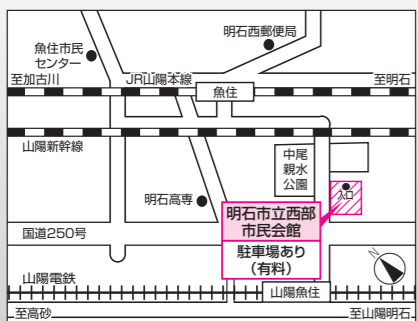 明石西郵便局
魚住市民
センター
至加古川
JR山陽本線
至明石
魚住
山陽新幹線
中尾
親水
公園
入口
明石高専
明石市立西部
市民会館
駐車場あり
(有料)
国道250号
N
山陽電鉄
山陽魚住
至高砂
至山陽明石